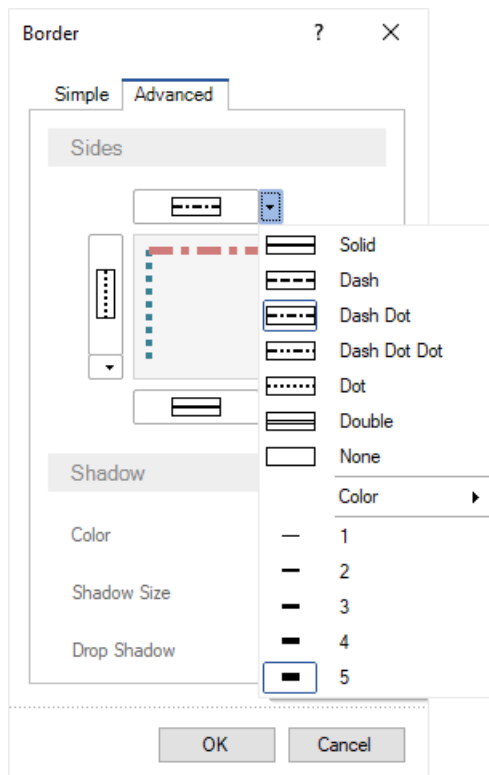 Border ?
Simple Advanced
Sides
Solid
Dash
Dash Dot
Dash Dot Dot
Dot
Double
None
Color
1
2
3
4
5
Shadow
Color
Shadow Size
Drop Shadow
OK Cancel